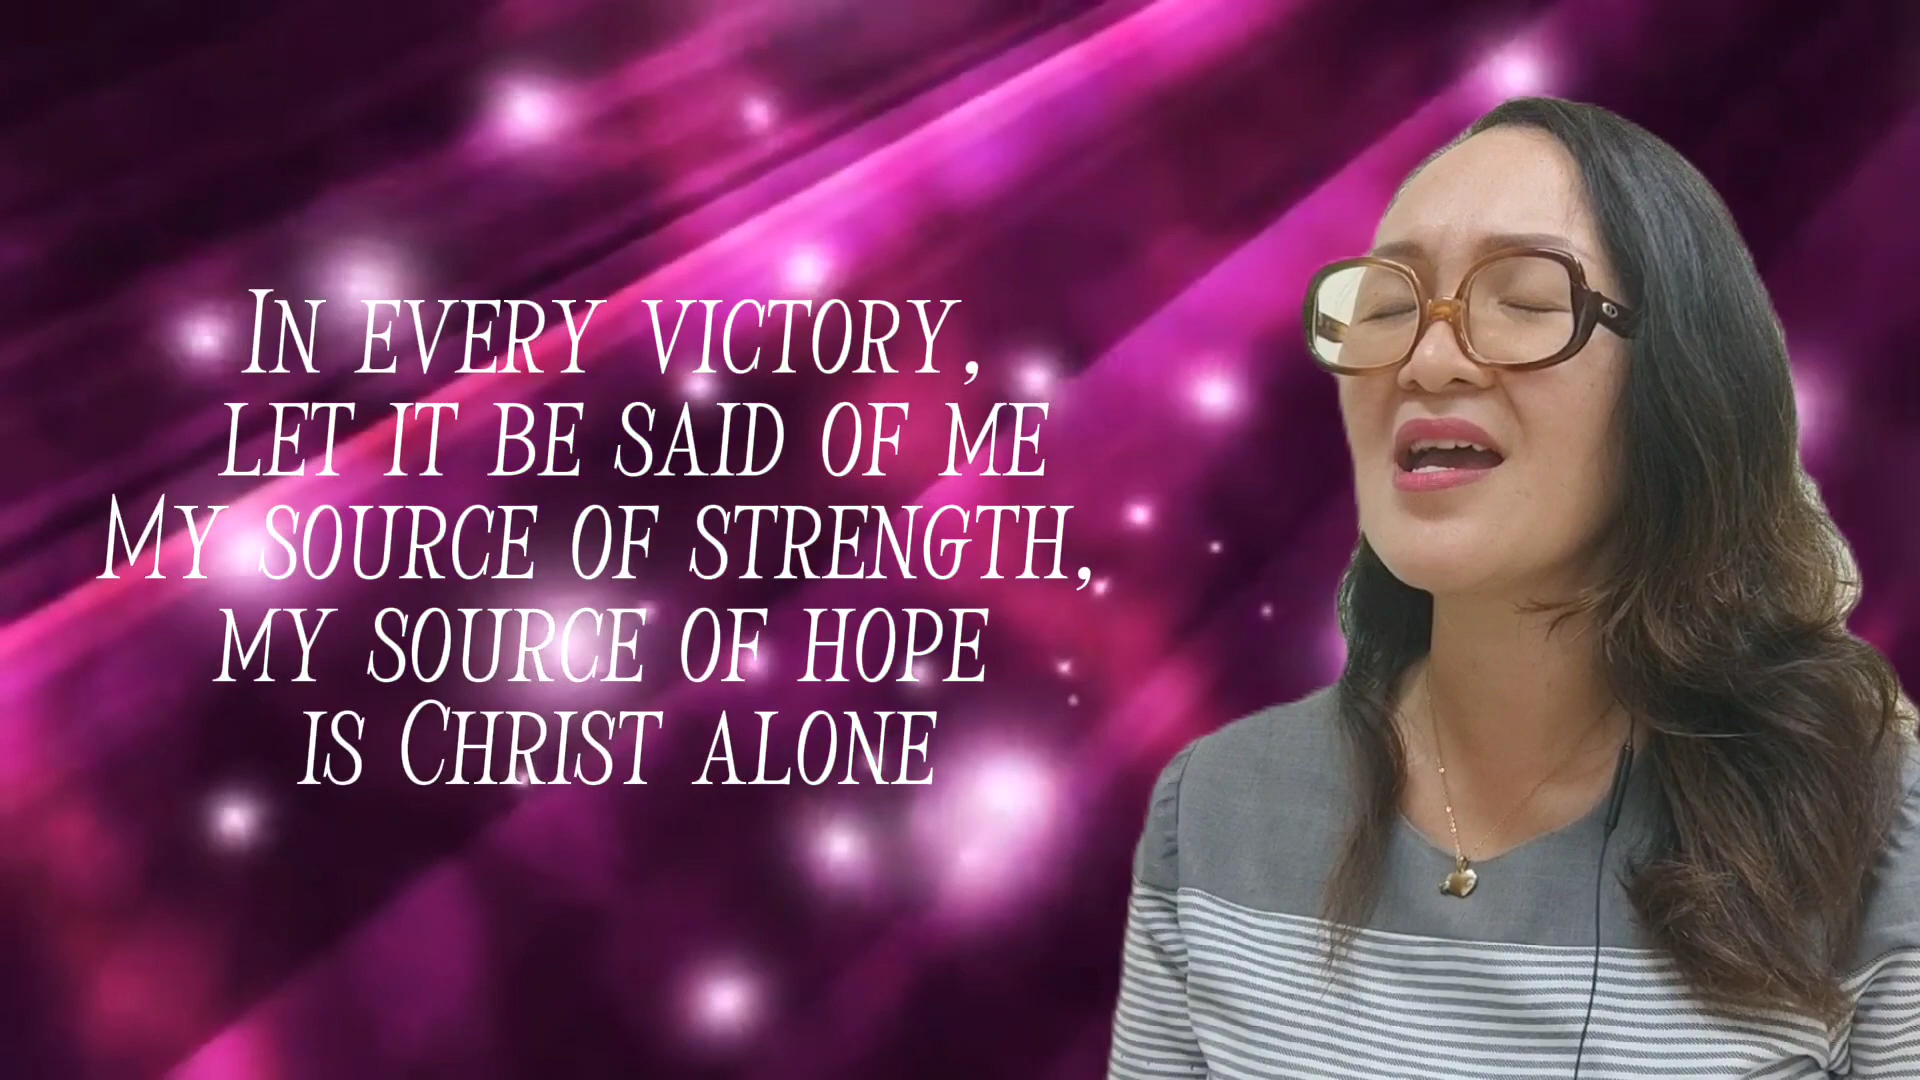 In every victory,
let it be said of me
My source of strength,
my source of hope
is Christ alone